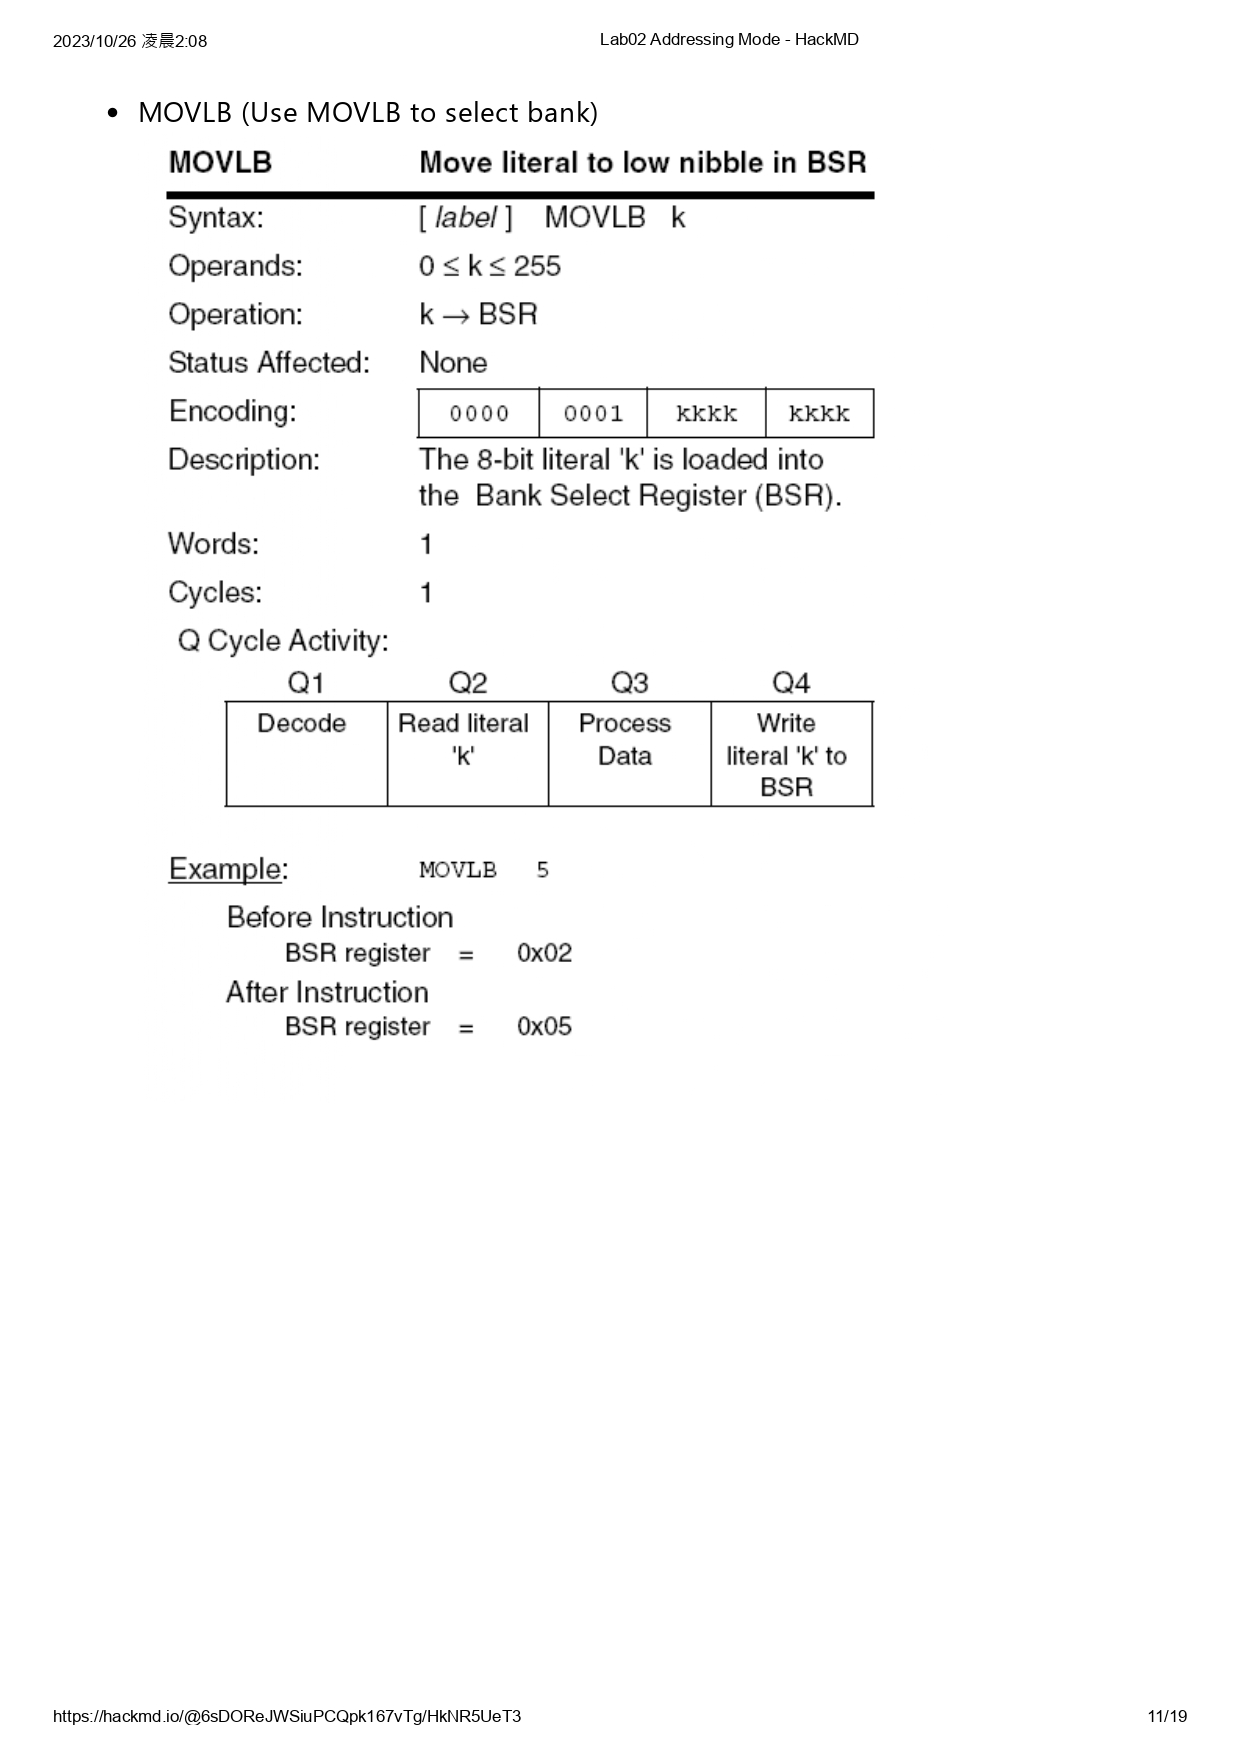 2023/10/26 凌晨2:08 Lab02 Addressing Mode - HackMD
• MOVLB (Use MOVLB to select bank)
MOVLB Move literal to low nibble in BSR
Syntax: [ label ] MOVLB k
Operands: 0 ≤ k ≤ 255
Operation: k → BSR
Status Affected: None
Encoding: 0000 0001 kkkk kkkk
Description: The 8-bit literal 'k' is loaded into
the Bank Select Register (BSR).
Words: 1
Cycles: 1
Q Cycle Activity:
Q1 Q2 Q3 Q4
Decode Read literal Process Write
'k' Data literal 'k' to
BSR
Example: MOVLB 5
Before Instruction
BSR register = 0x02
After Instruction
BSR register = 0x05
https://hackmd.io/@6sDOReJWSiuPCQpk167vTg/HkNR5UeT3 11/19